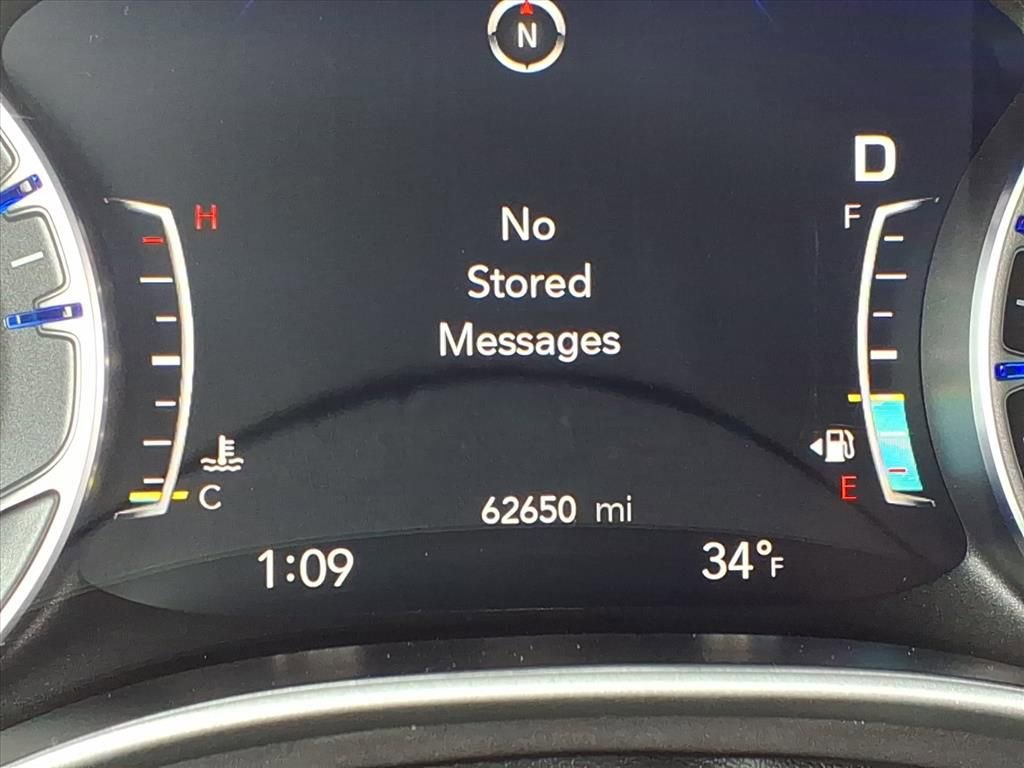 N
D
H
F
No
Stored
Messages
E
C
62650 mi
1:09
34°F